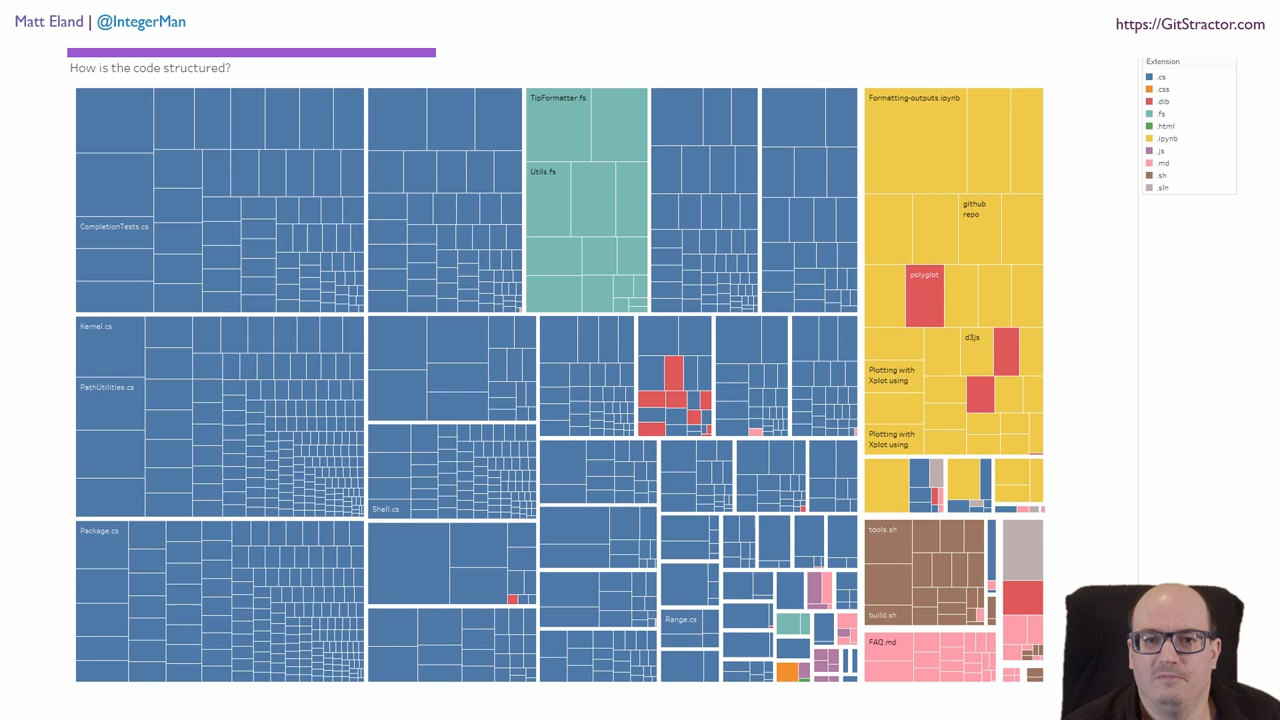 Matt Eland | @IntegerMan
https://GitStractor.com
How is the code structured?
TipFormatter.fs
Utils.fs
CompletionTests.cs
Kernel.cs
PathUtilities.cs
Shell.cs
Package.cs
Range.cs
Formatting-outputs.ipynb
github
repo
polyglot
d3js
Plotting with
Xplot using
Plotting with
Xplot using
tools.sh
build.sh
FAQ.md
Extension
.cs
.css
.dib
.fs
.html
.ipynb
.js
.md
.sh
.sln